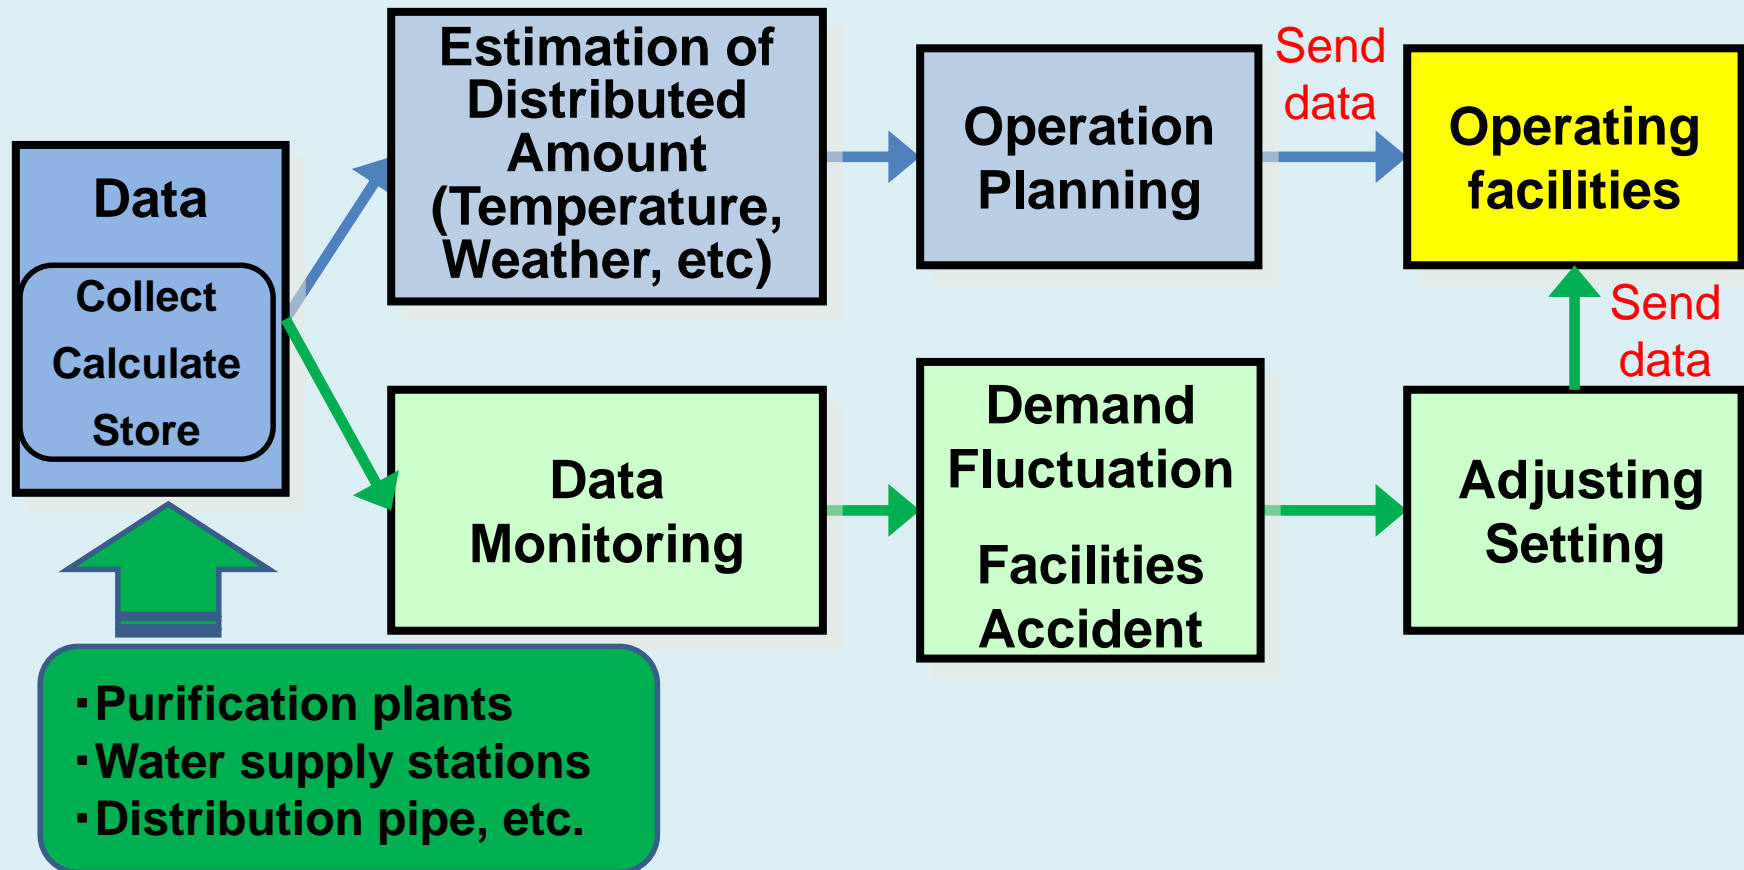 Data
Collect
Calculate
Store
Estimation of
Distributed
Amount
(Temperature,
Weather, etc)
Operation
Planning
Send
data
Operating
facilities
Data
Monitoring
Demand
Fluctuation
Facilities
Accident
Adjusting
Setting
Send
data
・Purification plants
・Water supply stations
・Distribution pipe, etc.